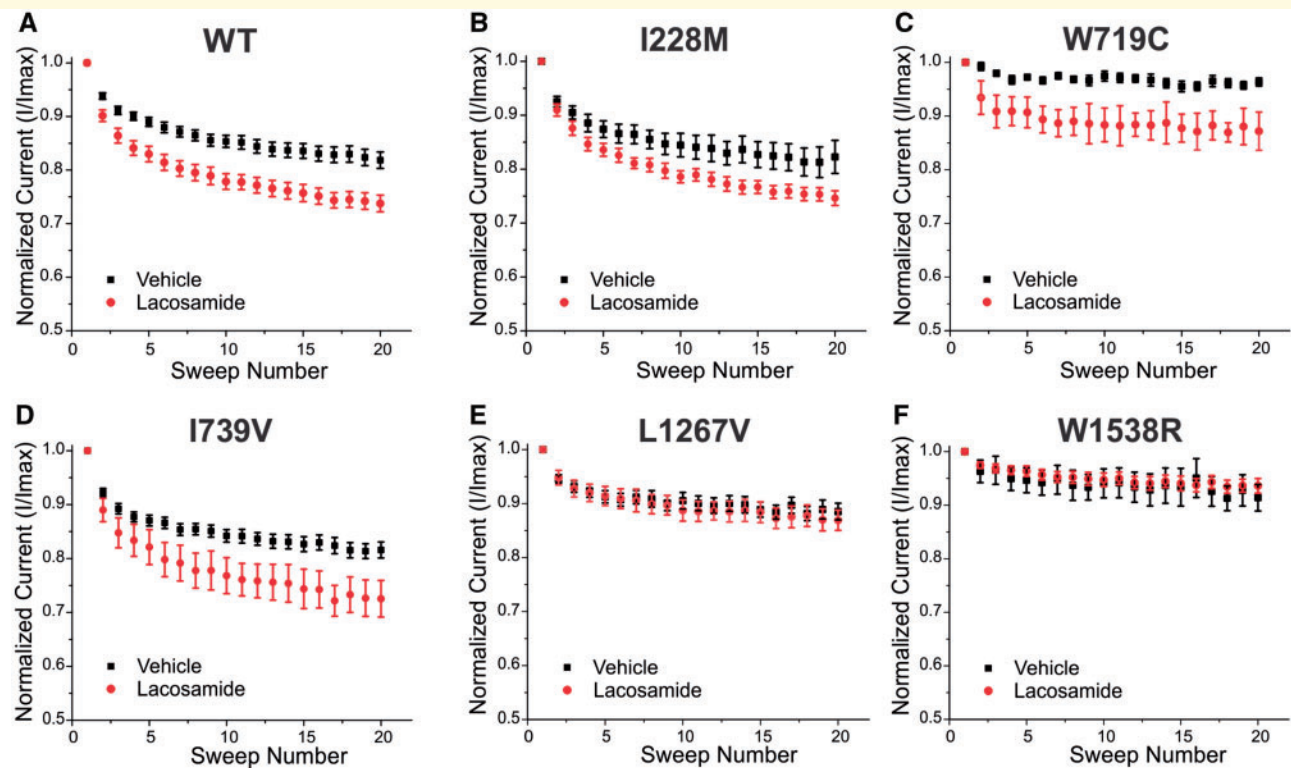 A
WT
Normalized Current (I/Imax)
1.0
0.9
0.8
0.7
0.6
0.5
Vehicle
Lacosamide
0 5 10 15 20
Sweep Number
B
I228M
Normalized Current (I/Imax)
1.0
0.9
0.8
0.7
0.6
0.5
Vehicle
Lacosamide
0 5 10 15 20
Sweep Number
C
W719C
Normalized Current (I/Imax)
1.0
0.9
0.8
0.7
0.6
0.5
Vehicle
Lacosamide
0 5 10 15 20
Sweep Number
D
I739V
Normalized Current (I/Imax)
1.0
0.9
0.8
0.7
0.6
0.5
Vehicle
Lacosamide
0 5 10 15 20
Sweep Number
E
L1267V
Normalized Current (I/Imax)
1.0
0.9
0.8
0.7
0.6
0.5
Vehicle
Lacosamide
0 5 10 15 20
Sweep Number
F
W1538R
Normalized Current (I/Imax)
1.0
0.9
0.8
0.7
0.6
0.5
Vehicle
Lacosamide
0 5 10 15 20
Sweep Number